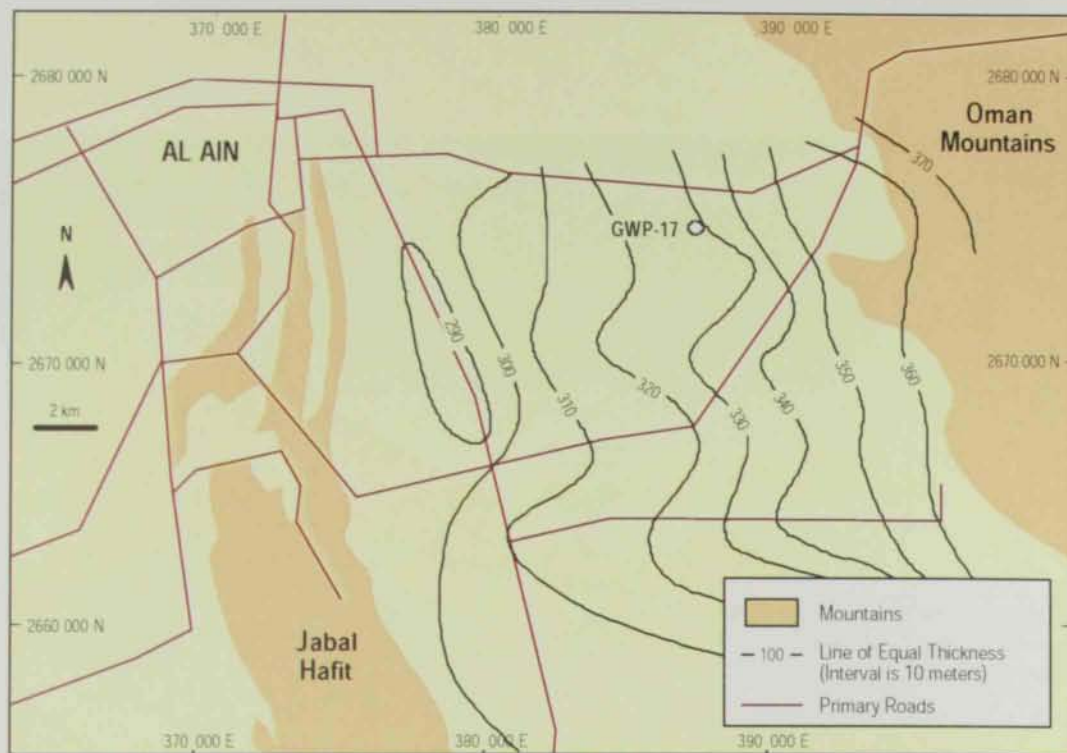 370 000 E
380 000 E
390 000 E
2680 000 N
2680 000 N
Oman
Mountains
AL AIN
370
N
GWP-17
290
300
310
320
330
340
350
360
2670 000 N
2670 000 N
2 km
2660 000 N
Jabal
Hafit
Mountains
– 100 – Line of Equal Thickness
(Interval is 10 meters)
Primary Roads
370 000 E
380 000 E
390 000 E